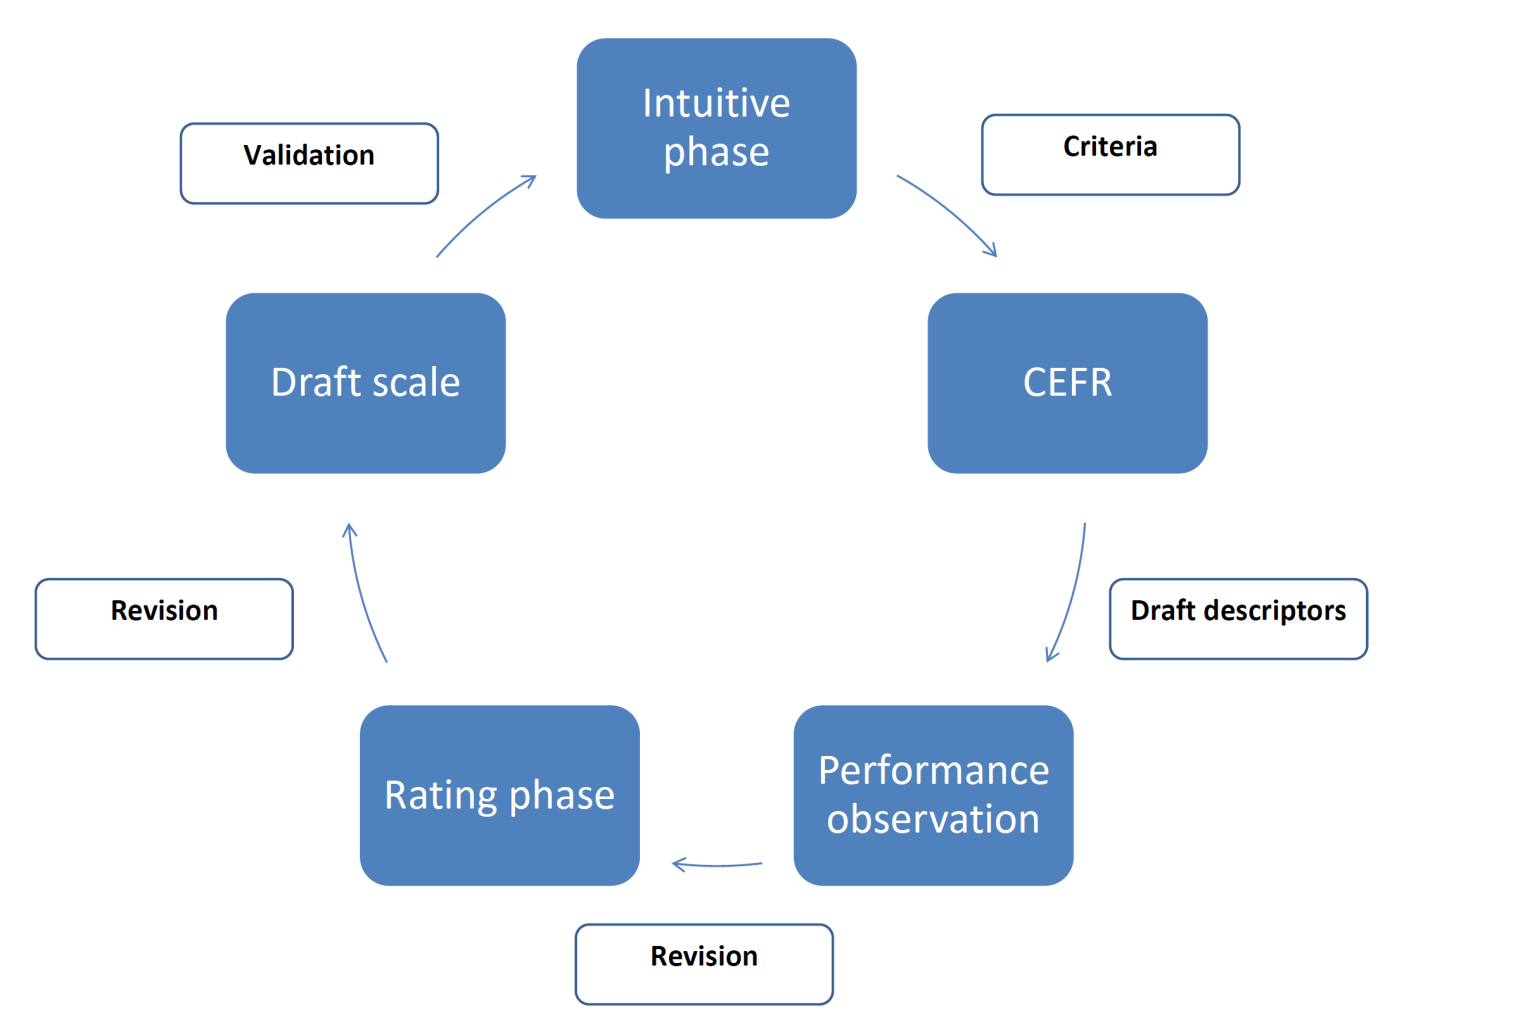 Intuitive
phase
Validation
Criteria
Draft scale
CEFR
Revision
Draft descriptors
Rating phase
Performance
observation
Revision